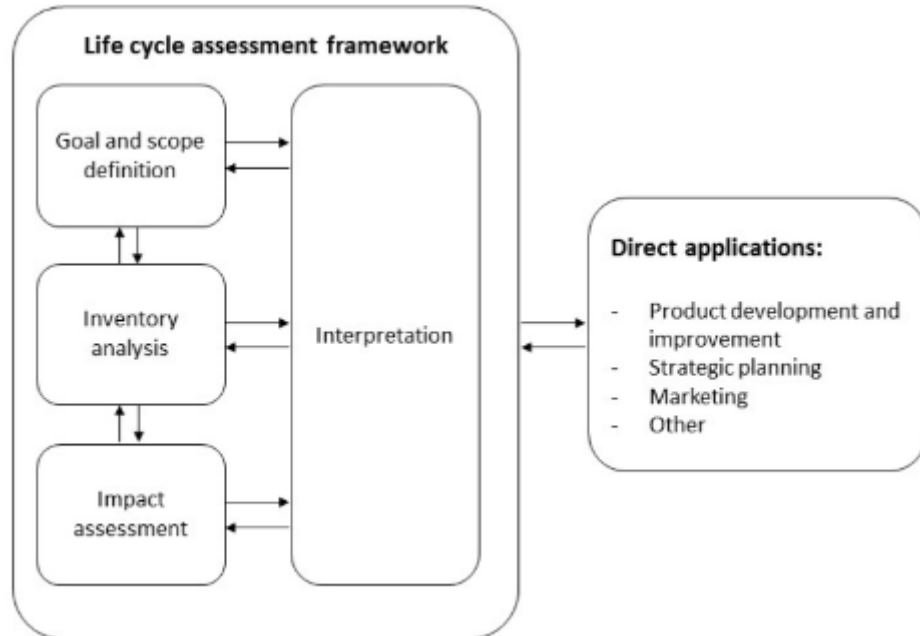 Life cycle assessment framework
Goal and scope
definition
Inventory
analysis
Impact
assessment
Interpretation
Direct applications:
- Product development and
improvement
- Strategic planning
- Marketing
- Other